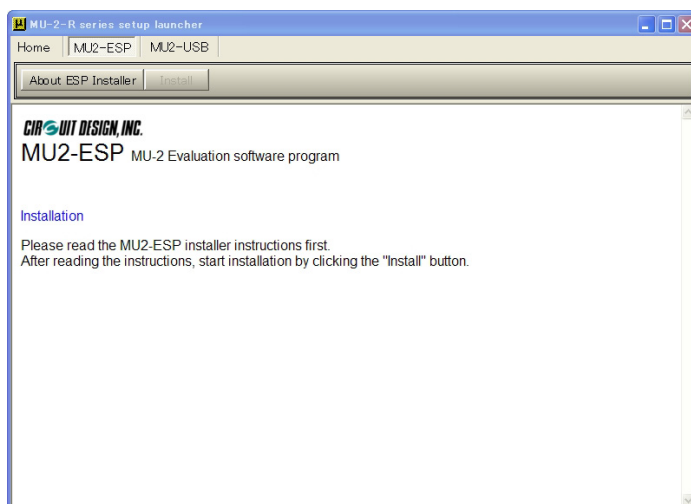 MU-2-R series setup launcher
Home MU2-ESP MU2-USB
About ESP Installer Install
CIRCUIT DESIGN, INC.
MU2-ESP MU-2 Evaluation software program
Installation
Please read the MU2-ESP installer instructions first.
After reading the instructions, start installation by clicking the "Install" button.